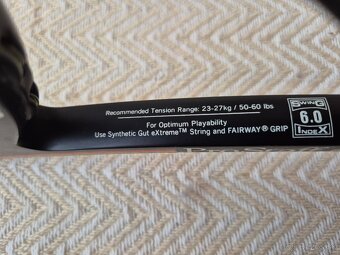 Recommended Tension Range: 23-27kg / 50-60 lbs
For Optimum Playability
Use Synthetic Gut eXtreme™ String and FAIRWAY® GRIP
SWING
6.0
INDEX